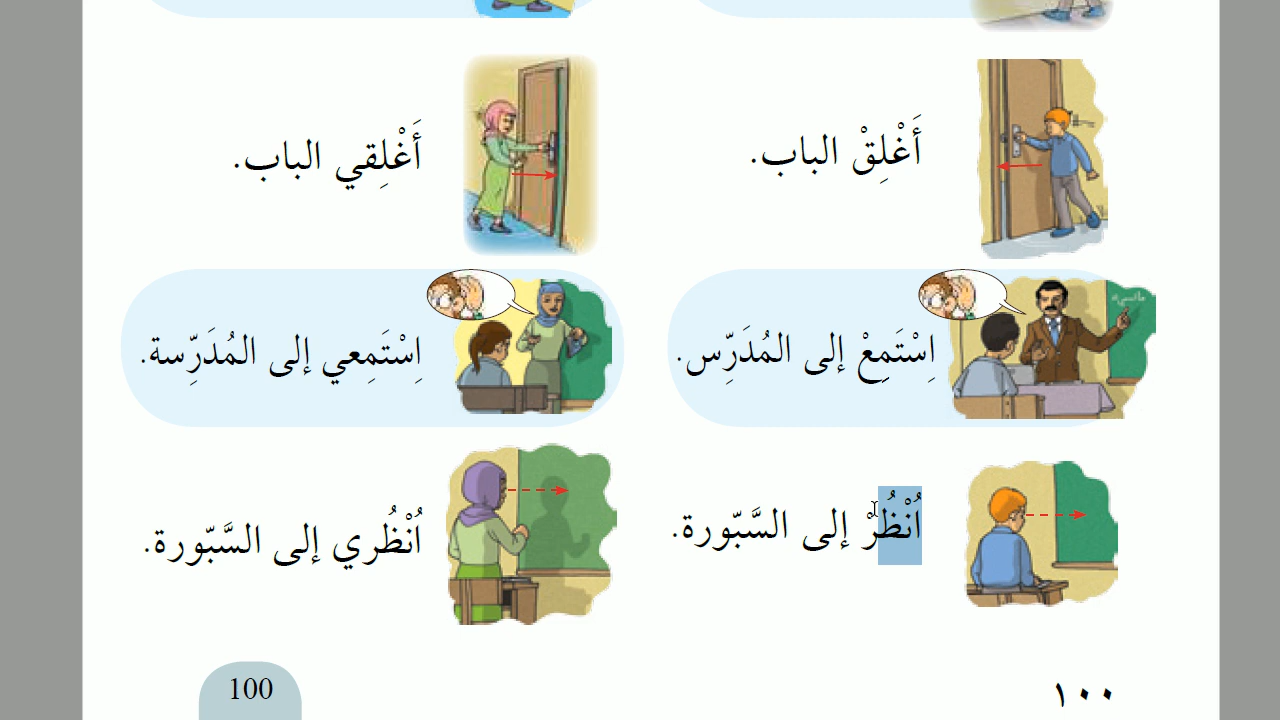 أَغْلِقْ الباب.
أَغْلِقي الباب.
اِسْتَمِعْ إلى المُدَرِّس.
اِسْتَمِعي إلى المُدَرِّسة.
اُنْظُرْ إلى السَّبّورة.
اُنْظُري إلى السَّبّورة.
١٠٠
100